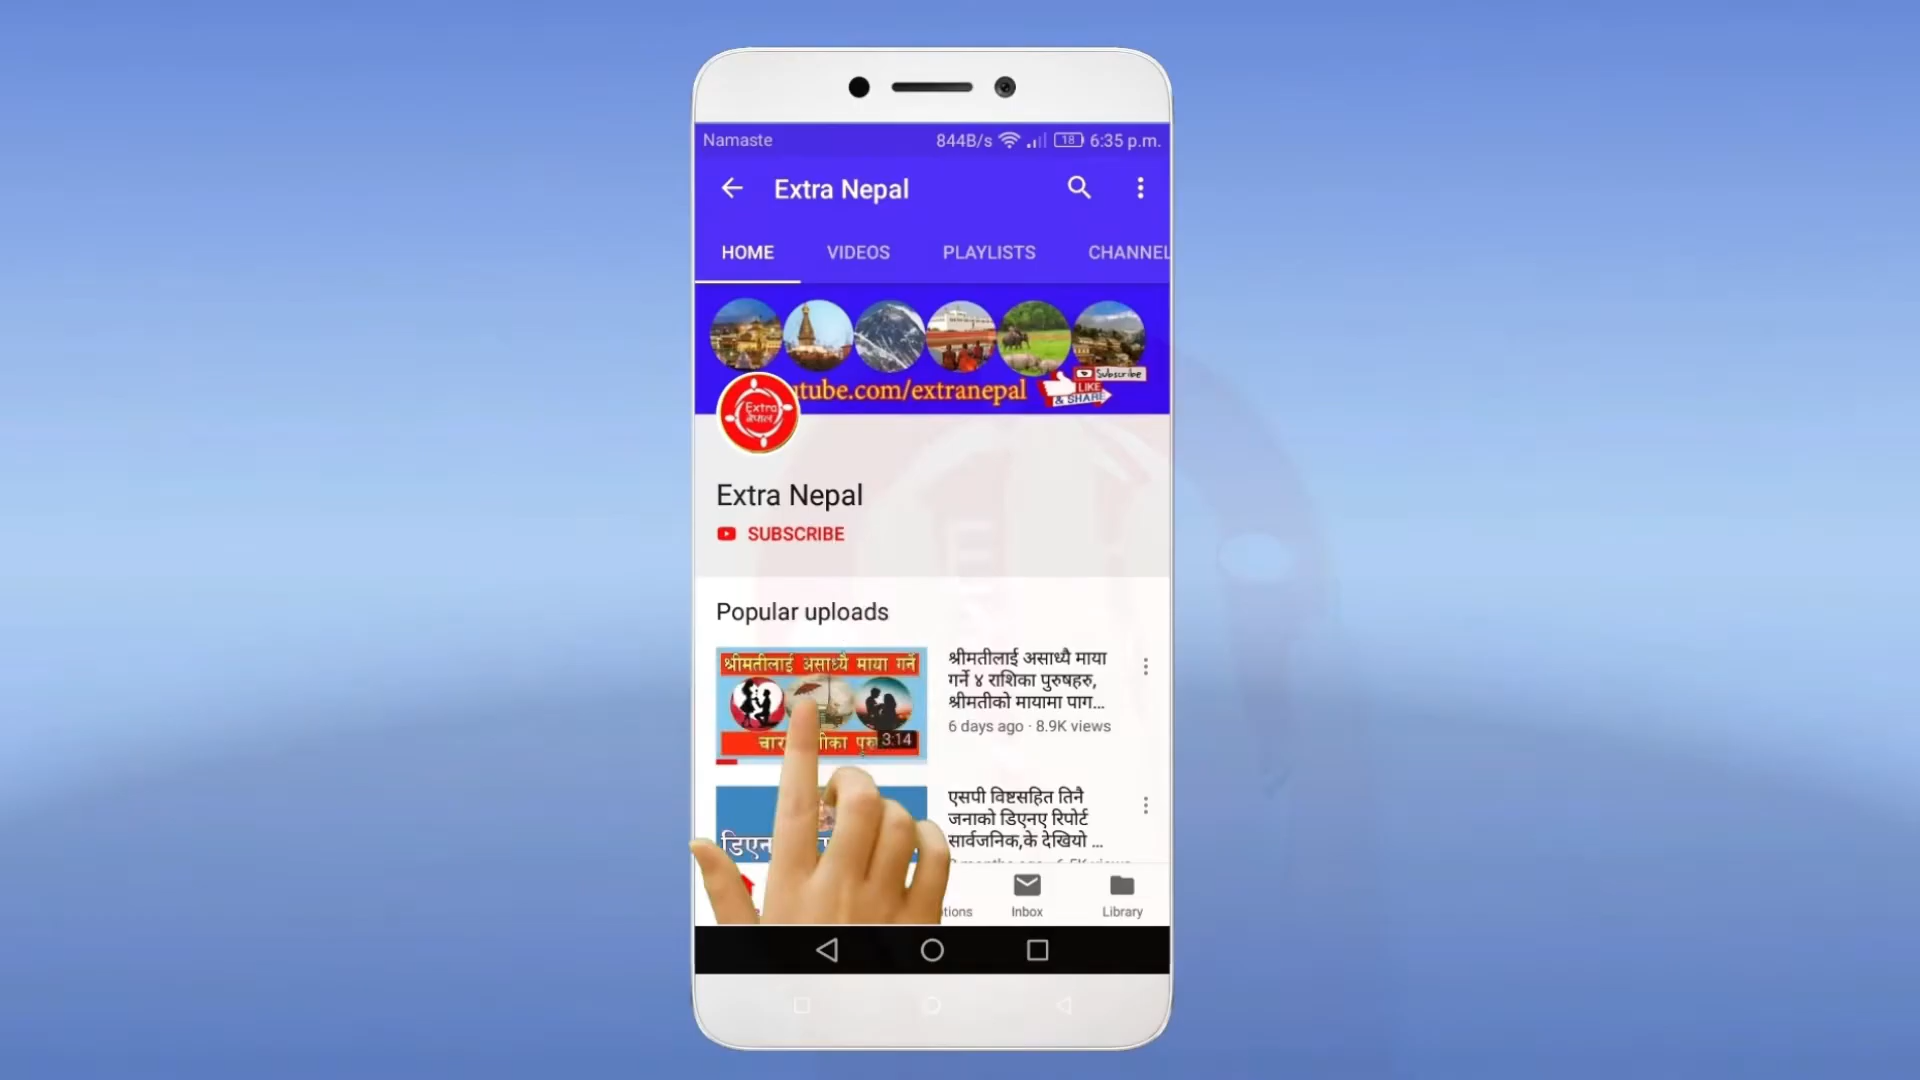 Namaste 844B/s 18 6:35 p.m.
Extra Nepal
HOME VIDEOS PLAYLISTS CHANNEL
tube.com/extranepal
Subscribe
LIKE
& SHARE
Extra
नेपाल
Extra Nepal
SUBSCRIBE
Popular uploads
श्रीमतीलाई असाध्यै माया गर्ने
3:14
श्रीमतीलाई असाध्यै माया
गर्ने ४ राशिका पुरुषहरु,
श्रीमतीको मायामा पाग...
6 days ago · 8.9K views
एसपी विष्टसहित तिनै
जनाको डिएनए रिपोर्ट
सार्वजनिक,के देखियो ...
Inbox
Library